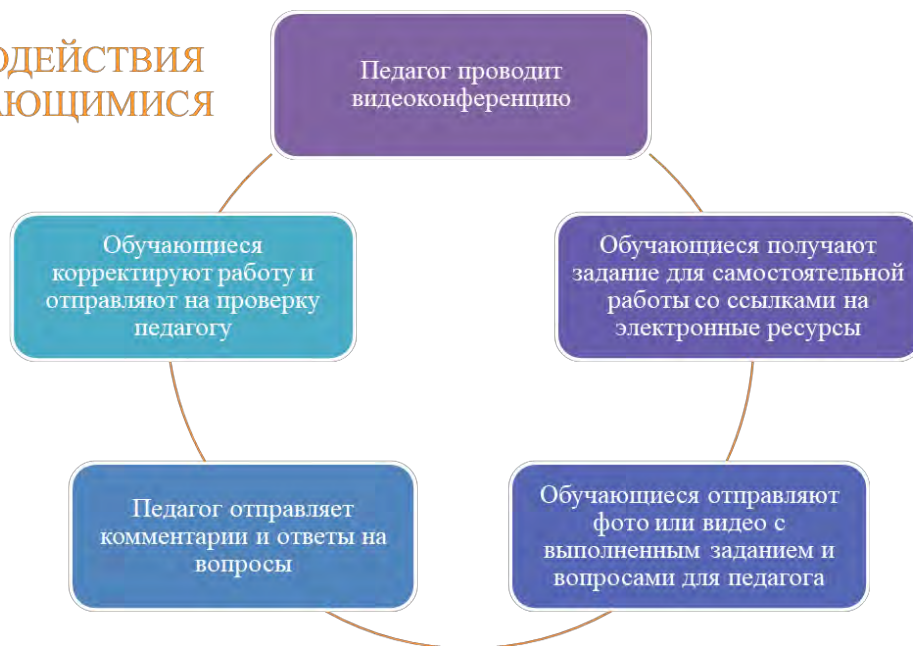 ОДЕЙСТВИЯ
АЮЩИМИСЯ
Педагог проводит
видеоконференцию
Обучающиеся
корректируют работу и
отправляют на проверку
педагогу
Обучающиеся получают
задание для самостоятельной
работы со ссылками на
электронные ресурсы
Педагог отправляет
комментарии и ответы на
вопросы
Обучающиеся отправляют
фото или видео с
выполненным заданием и
вопросами для педагога